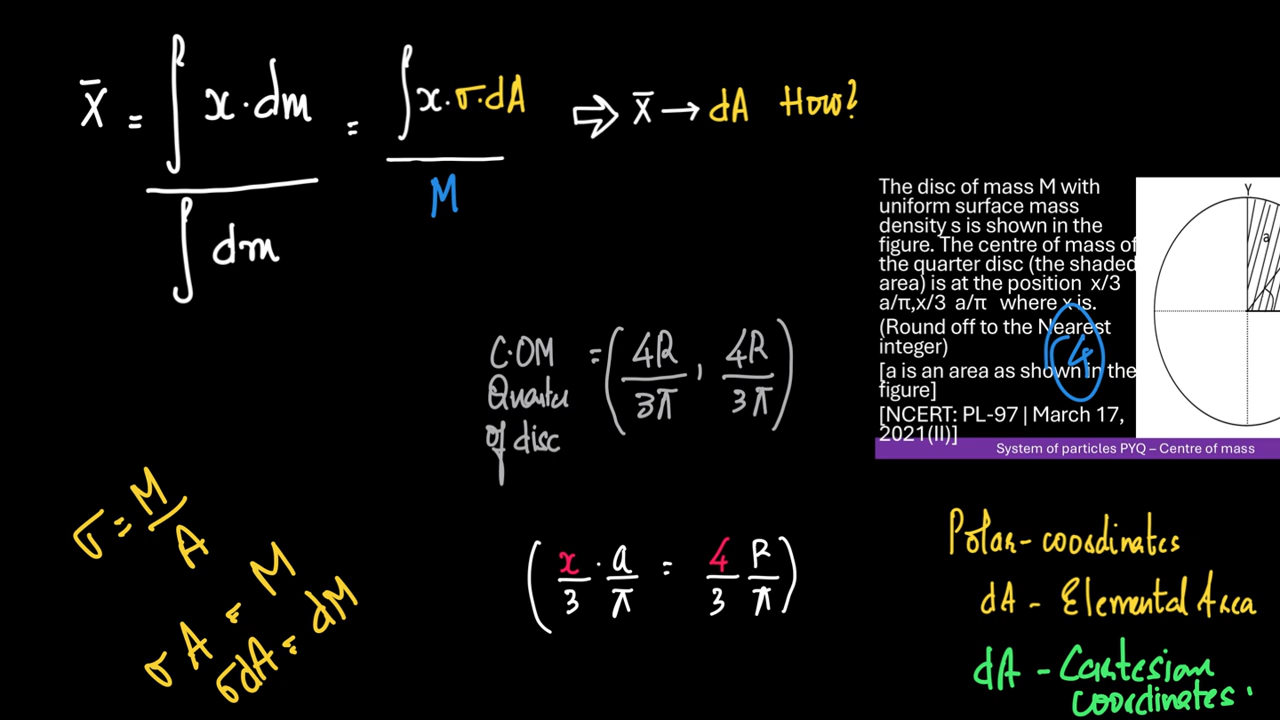 X̄ = ∫ x·dm / ∫ dm = ∫ x·σ·dA / M ⇨ X̄ → dA How?
The disc of mass M with
uniform surface mass
density s is shown in the
figure. The centre of mass of
the quarter disc (the shaded
area) is at the position x/3
a/π,x/3 a/π where x is.
(Round off to the Nearest
integer)
[a is an area as shown in the
figure]
[NCERT: PL-97 | March 17,
2021(II)]
4
Y
a
System of particles PYQ – Centre of mass
C·OM
Quarter
of disc
= (4R/3π, 4R/3π)
(x/3 · a/π = 4/3 R/π)
σ = M/A
σA = M
σdA = dM
Polar-coordinates
dA - Elemental Area
dA - Cartesian
coordinates.